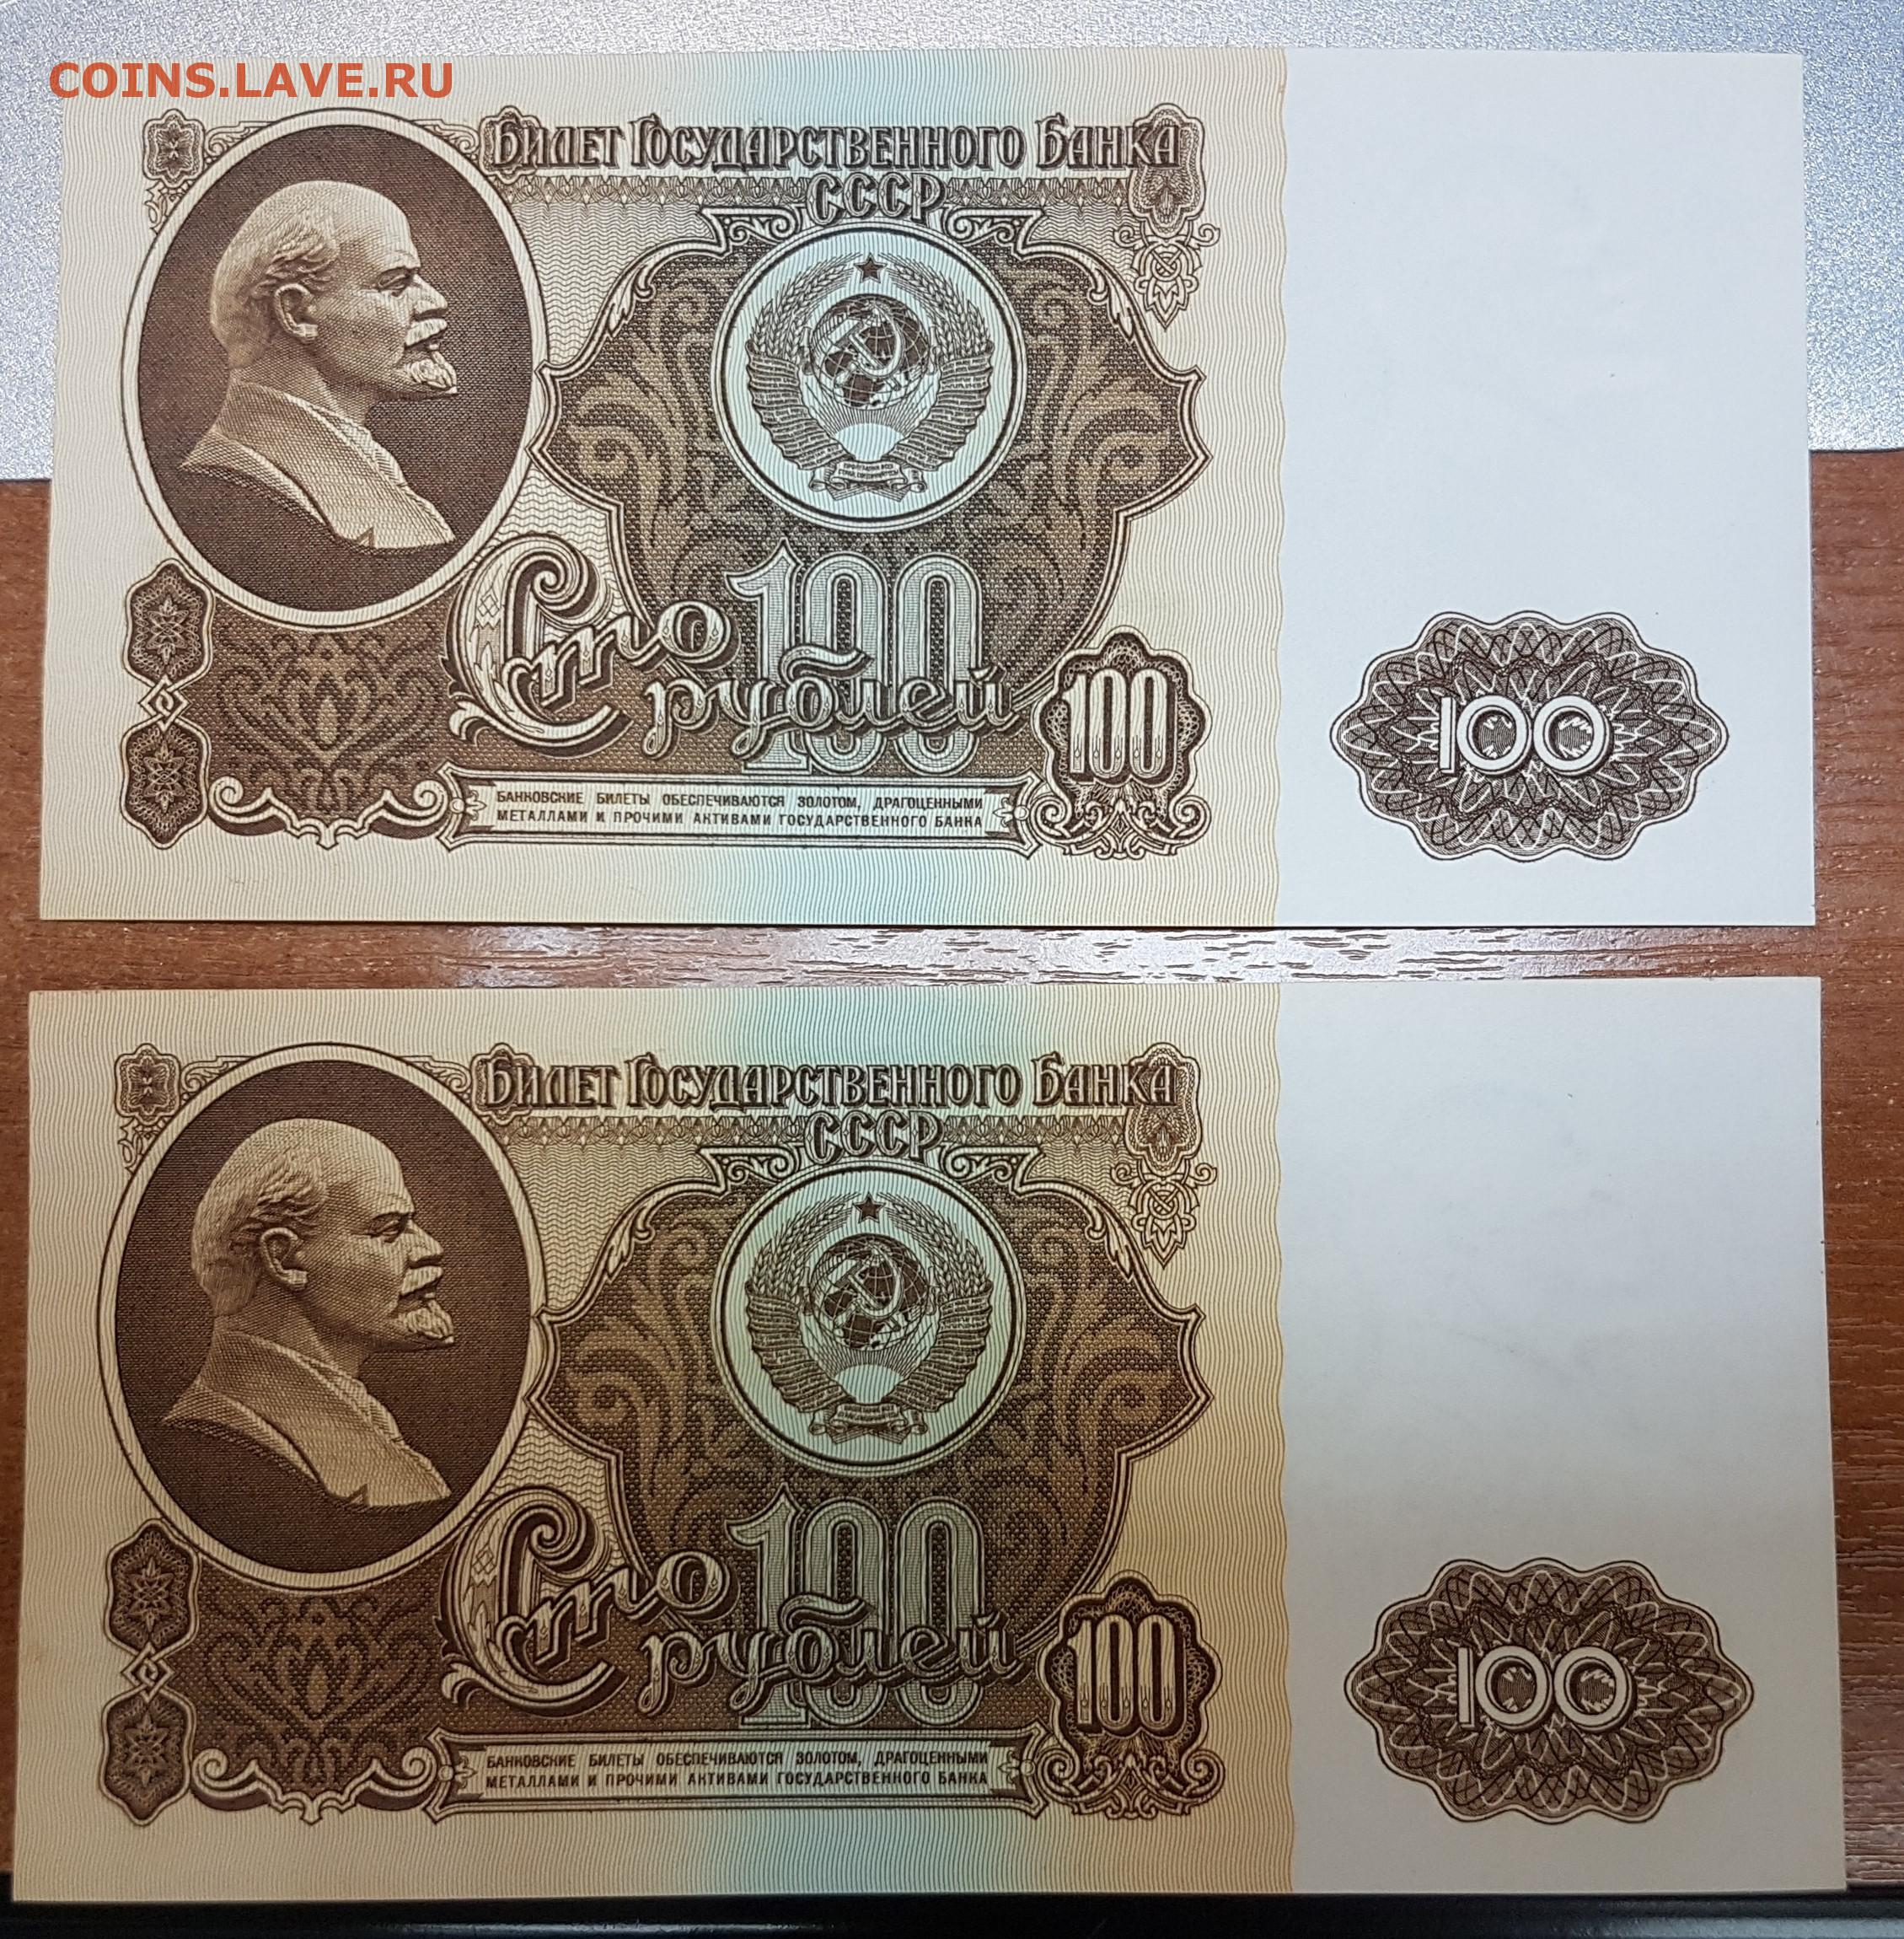 COINS.LAVE.RU
Билет Государственного Банка
СССР
100
Сто
рублей
100
100
БАНКОВСКИЕ БИЛЕТЫ ОБЕСПЕЧИВАЮТСЯ ЗОЛОТОМ, ДРАГОЦЕННЫМИ
МЕТАЛЛАМИ И ПРОЧИМИ АКТИВАМИ ГОСУДАРСТВЕННОГО БАНКА
100
Билет Государственного Банка
СССР
100
Сто
рублей
100
100
БАНКОВСКИЕ БИЛЕТЫ ОБЕСПЕЧИВАЮТСЯ ЗОЛОТОМ, ДРАГОЦЕННЫМИ
МЕТАЛЛАМИ И ПРОЧИМИ АКТИВАМИ ГОСУДАРСТВЕННОГО БАНКА
100